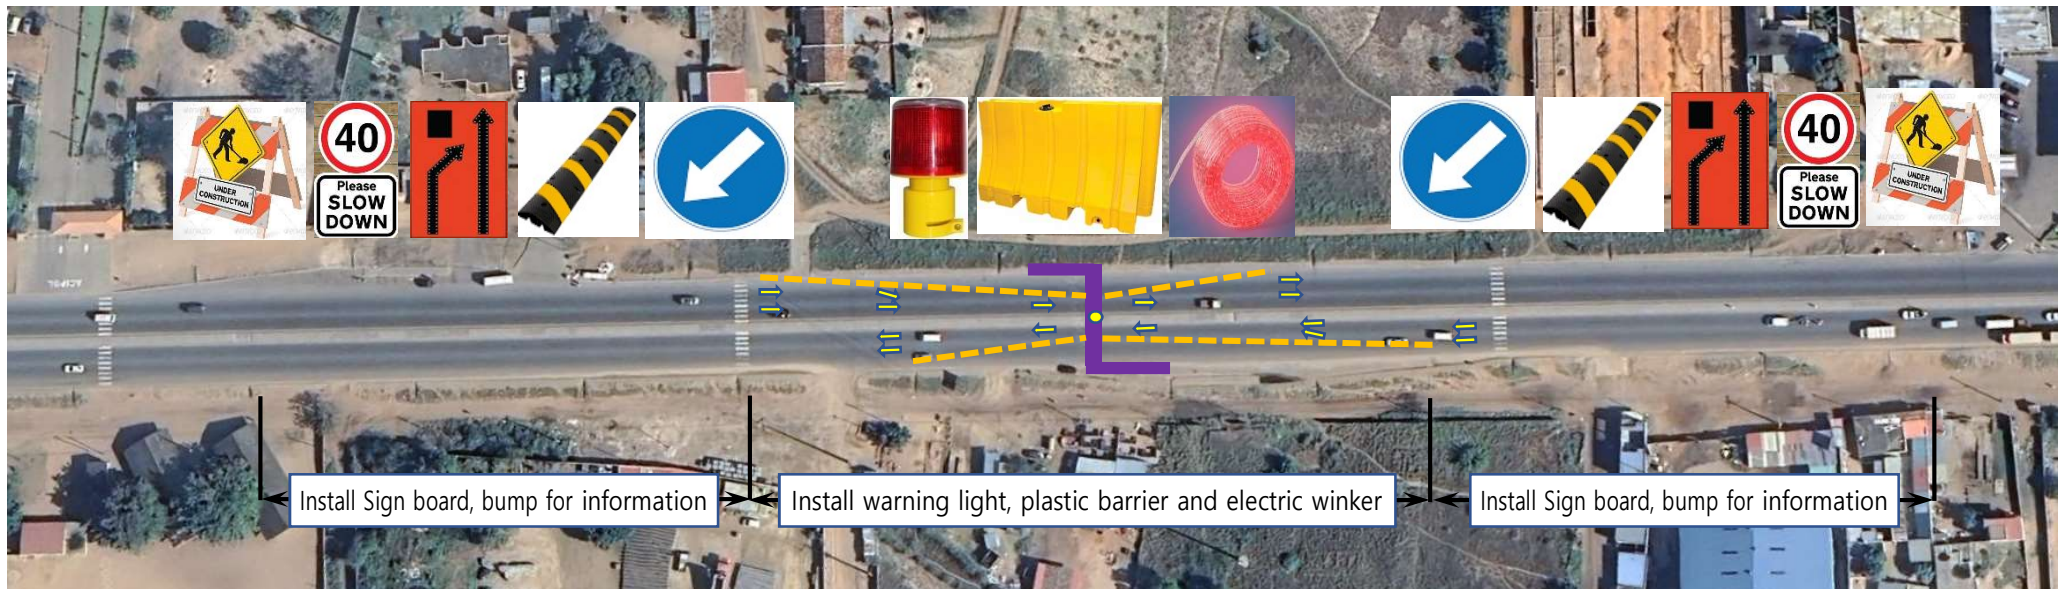 UNDER
CONSTRUCTION
40
Please
SLOW
DOWN
40
Please
SLOW
DOWN
UNDER
CONSTRUCTION
Install Sign board, bump for information
Install warning light, plastic barrier and electric winker
Install Sign board, bump for information